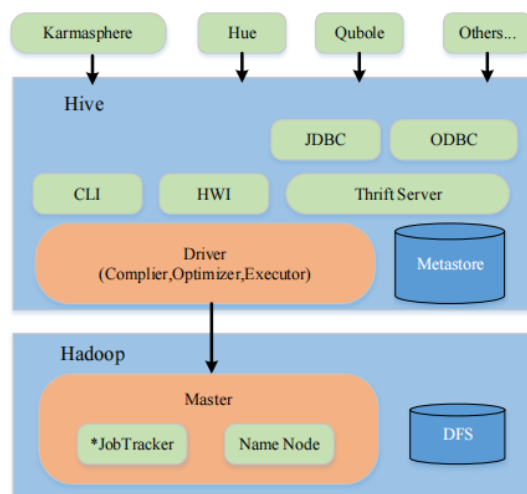 Karmasphere
Hue
Qubole
Others...
Hive
JDBC
ODBC
CLI
HWI
Thrift Server
Driver
(Complier,Optimizer,Executor)
Metastore
Hadoop
Master
*JobTracker
Name Node
DFS